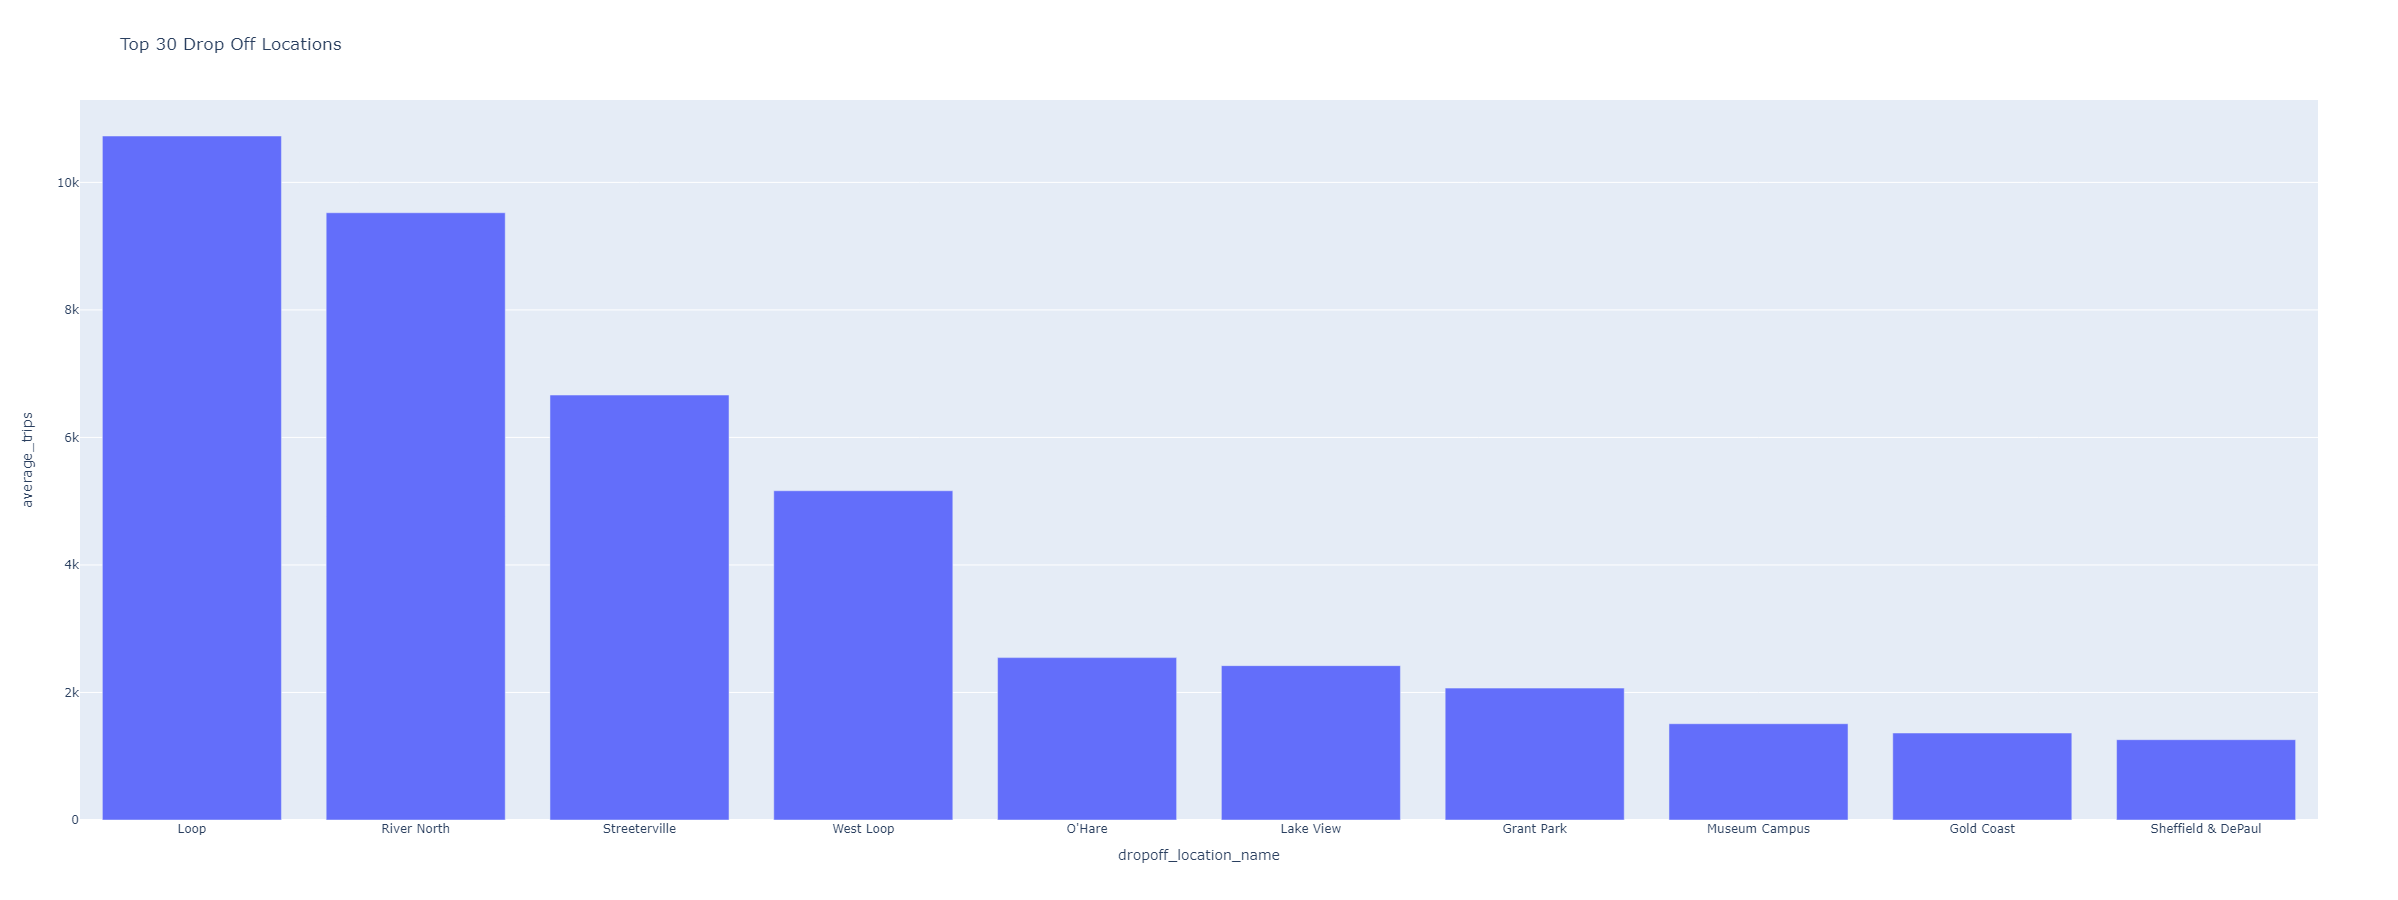 Top 30 Drop Off Locations
average_trips
10k
8k
6k
4k
2k
0
Loop
River North
Streeterville
West Loop
O'Hare
Lake View
Grant Park
Museum Campus
Gold Coast
Sheffield & DePaul
dropoff_location_name